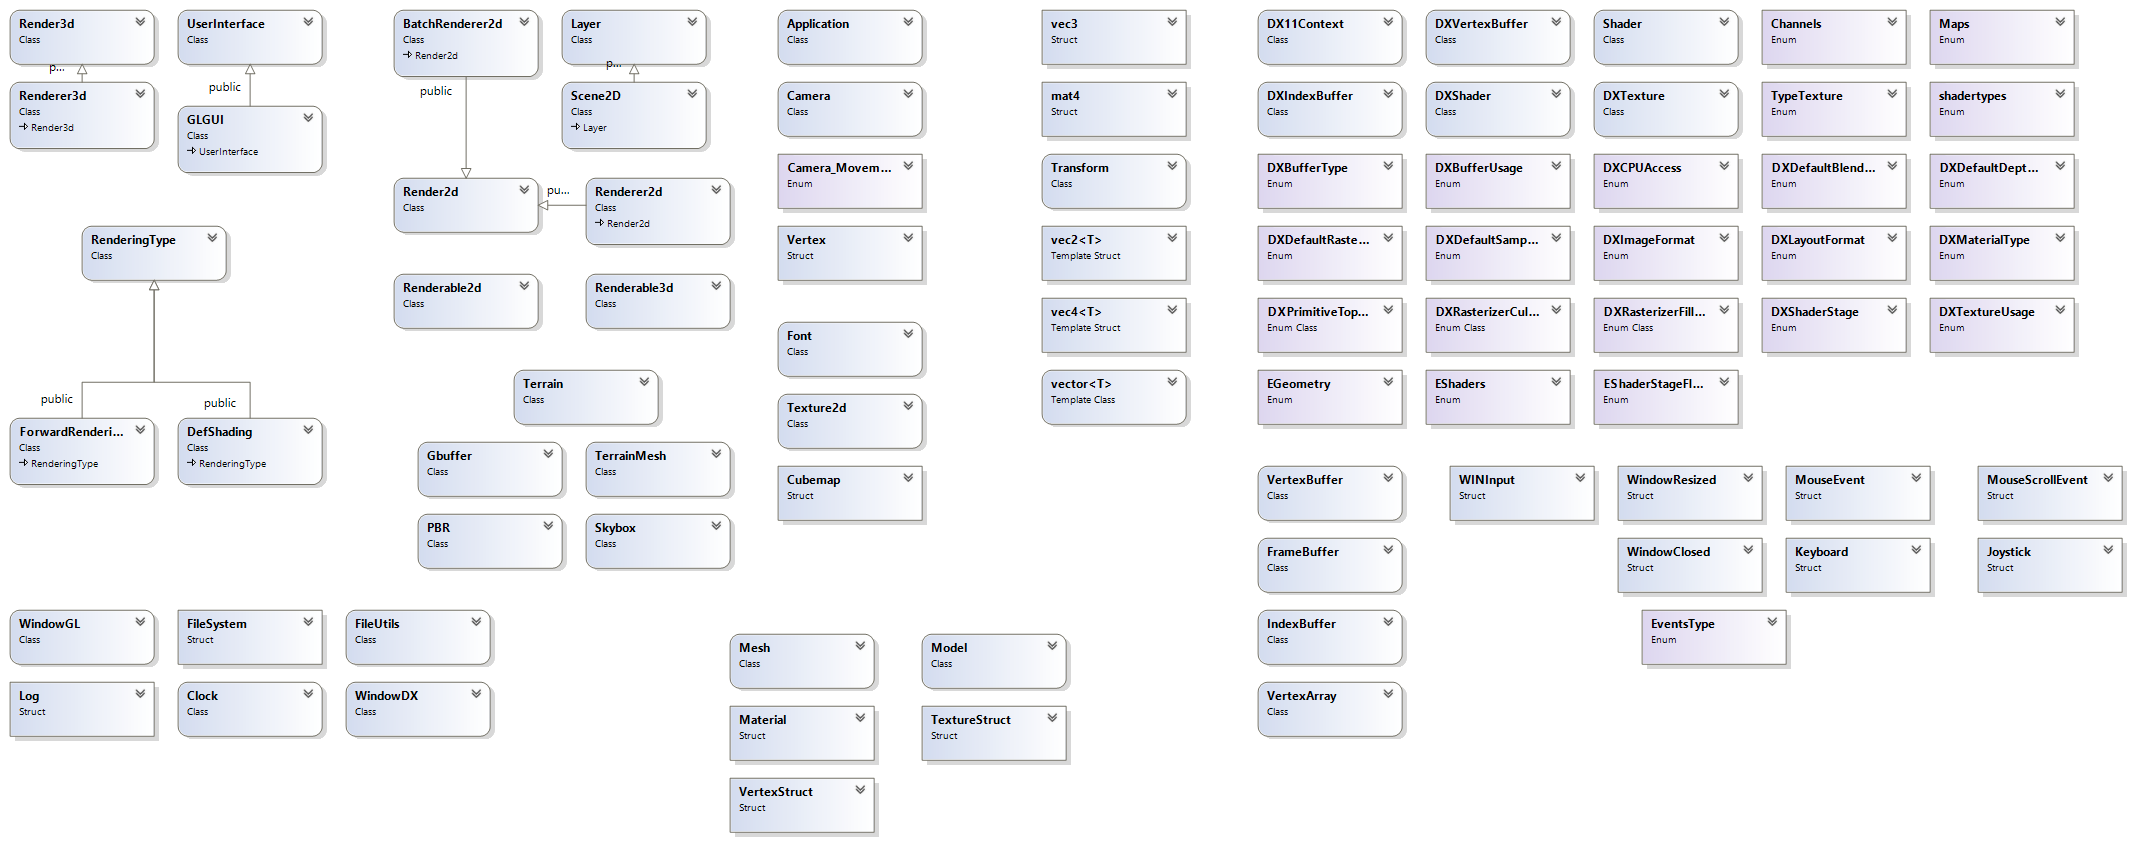 Render3d
Class
UserInterface
Class
BatchRenderer2d
Class
Render2d
Layer
Class
Application
Class
vec3
Struct
DX11Context
Class
DXVertexBuffer
Class
Shader
Class
Channels
Enum
Maps
Enum
p...
public
public
p...
Renderer3d
Class
Render3d
GLGUI
Class
UserInterface
Scene2D
Class
Layer
Camera
Class
mat4
Struct
DXIndexBuffer
Class
DXShader
Class
DXTexture
Class
TypeTexture
Enum
shadertypes
Enum
Render2d
Class
pu...
Renderer2d
Class
Render2d
Camera_Movem...
Enum
Transform
Class
DXBufferType
Enum
DXBufferUsage
Enum
DXCPUAccess
Enum
DXDefaultBlend...
Enum
DXDefaultDept...
Enum
RenderingType
Class
Vertex
Struct
vec2<T>
Template Struct
DXDefaultRaste...
Enum
DXDefaultSamp...
Enum
DXImageFormat
Enum
DXLayoutFormat
Enum
DXMaterialType
Enum
Renderable2d
Class
Renderable3d
Class
Font
Class
vec4<T>
Template Struct
DXPrimitiveTop...
Enum Class
DXRasterizerCul...
Enum Class
DXRasterizerFill...
Enum Class
DXShaderStage
Enum
DXTextureUsage
Enum
public
public
Terrain
Class
Texture2d
Class
vector<T>
Template Class
EGeometry
Enum
EShaders
Enum
EShaderStageFl...
Enum
ForwardRenderi...
Class
RenderingType
DefShading
Class
RenderingType
Gbuffer
Class
TerrainMesh
Class
Cubemap
Struct
VertexBuffer
Class
WINInput
Struct
WindowResized
Struct
MouseEvent
Struct
MouseScrollEvent
Struct
PBR
Class
Skybox
Class
FrameBuffer
Class
WindowClosed
Struct
Keyboard
Struct
Joystick
Struct
WindowGL
Class
FileSystem
Struct
FileUtils
Class
Mesh
Class
Model
Class
IndexBuffer
Class
EventsType
Enum
Log
Struct
Clock
Class
WindowDX
Class
Material
Struct
TextureStruct
Struct
VertexArray
Class
VertexStruct
Struct